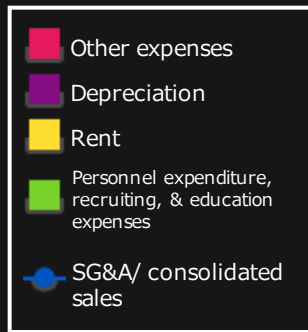 Other expenses
Depreciation
Rent
Personnel expenditure,
recruiting, & education
expenses
SG&A/ consolidated
sales